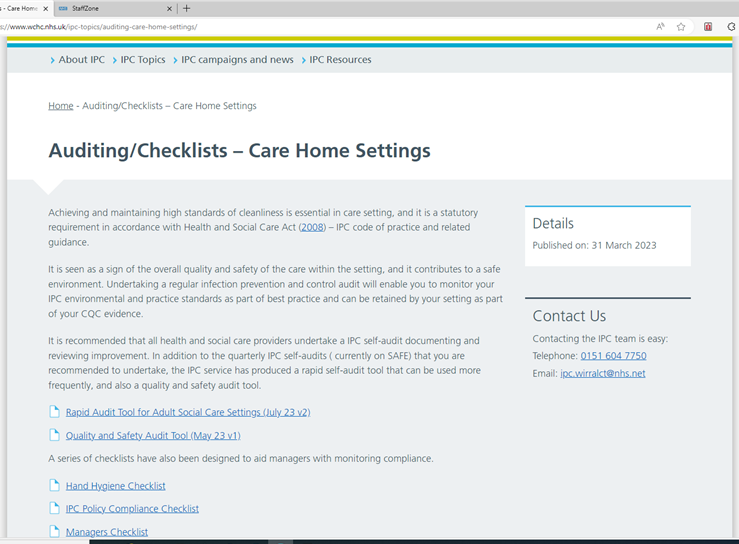 s - Care Home
StaffZone
s://www.wchc.nhs.uk/ipc-topics/auditing-care-home-settings/
About IPC
IPC Topics
IPC campaigns and news
IPC Resources
Home - Auditing/Checklists – Care Home Settings
Auditing/Checklists – Care Home Settings
Achieving and maintaining high standards of cleanliness is essential in care setting, and it is a statutory
requirement in accordance with Health and Social Care Act (2008) – IPC code of practice and related
guidance.
It is seen as a sign of the overall quality and safety of the care within the setting, and it contributes to a safe
environment. Undertaking a regular infection prevention and control audit will enable you to monitor your
IPC environmental and practice standards as part of best practice and can be retained by your setting as part
of your CQC evidence.
It is recommended that all health and social care providers undertake a IPC self-audit documenting and
reviewing improvement. In addition to the quarterly IPC self-audits ( currently on SAFE) that you are
recommended to undertake, the IPC service has produced a rapid self-audit tool that can be used more
frequently, and also a quality and safety audit tool.
Rapid Audit Tool for Adult Social Care Settings (July 23 v2)
Quality and Safety Audit Tool (May 23 v1)
A series of checklists have also been designed to aid managers with monitoring compliance.
Hand Hygiene Checklist
IPC Policy Compliance Checklist
Managers Checklist
Details
Published on: 31 March 2023
Contact Us
Contacting the IPC team is easy:
Telephone: 0151 604 7750
Email: ipc.wirralct@nhs.net